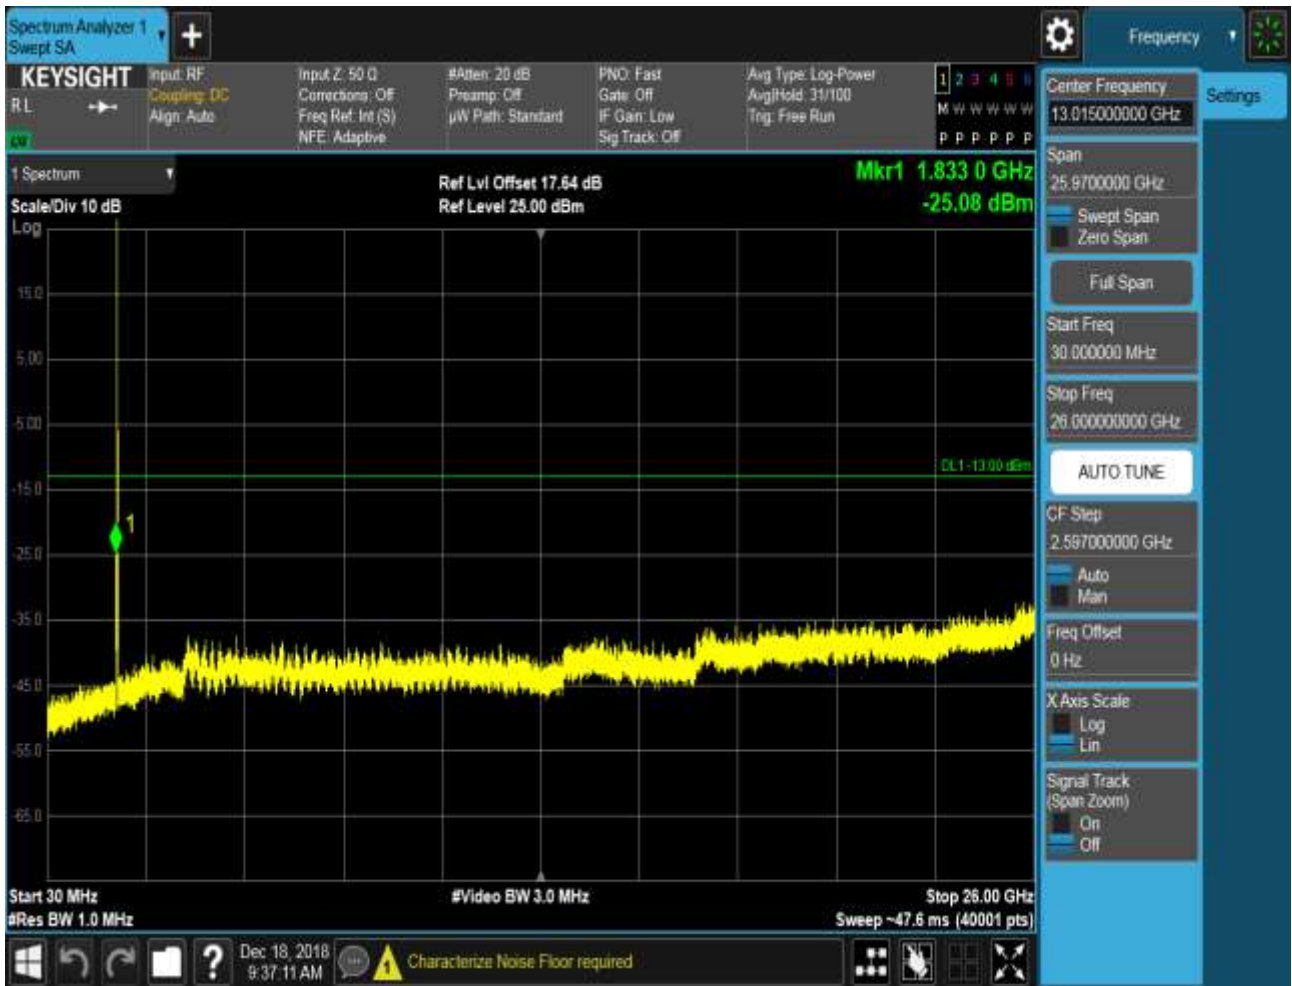 Spectrum Analyzer 1
Swept SA
Frequency
KEYSIGHT
RL
Input: RF
Coupling: DC
Align: Auto
Input Z: 50 Ω
Corrections: Off
Freq Ref: Int (S)
NFE: Adaptive
#Atten: 20 dB
Preamp: Off
µW Path: Standard
PNO: Fast
Gate: Off
IF Gain: Low
Sig Track: Off
Avg Type: Log-Power
Avg|Hold: 31/100
Trig: Free Run
1 2 3 4 5 6
M W W W W W
P P P P P P
1 Spectrum
Scale/Div 10 dB
Log
Ref Lvl Offset 17.64 dB
Ref Level 25.00 dBm
Mkr1 1.833 0 GHz
-25.08 dBm
15.0
5.00
-5.00
-15.0
-25.0
-35.0
-45.0
-55.0
-65.0
DL1 -13.00 dBm
1
Start 30 MHz
#Res BW 1.0 MHz
#Video BW 3.0 MHz
Stop 26.00 GHz
Sweep ~47.6 ms (40001 pts)
Center Frequency
13.015000000 GHz
Settings
Span
25.9700000 GHz
Swept Span
Zero Span
Full Span
Start Freq
30.000000 MHz
Stop Freq
26.000000000 GHz
AUTO TUNE
CF Step
2.597000000 GHz
Auto
Man
Freq Offset
0 Hz
X Axis Scale
Log
Lin
Signal Track
(Span Zoom)
On
Off
?
Dec 18, 2018
9:37:11 AM
1
Characterize Noise Floor required